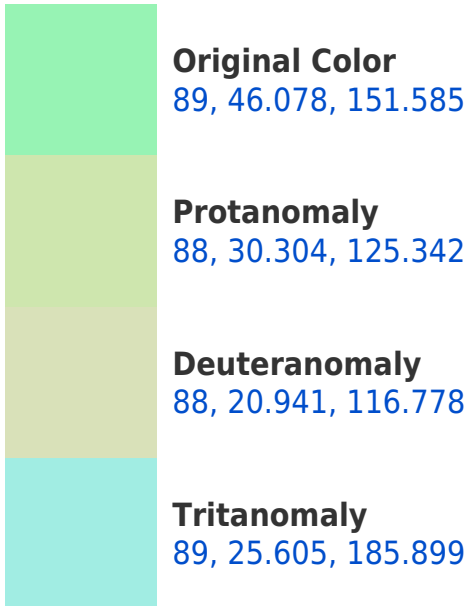 Original Color
89, 46.078, 151.585
Protanomaly
88, 30.304, 125.342
Deuteranomaly
88, 20.941, 116.778
Tritanomaly
89, 25.605, 185.899